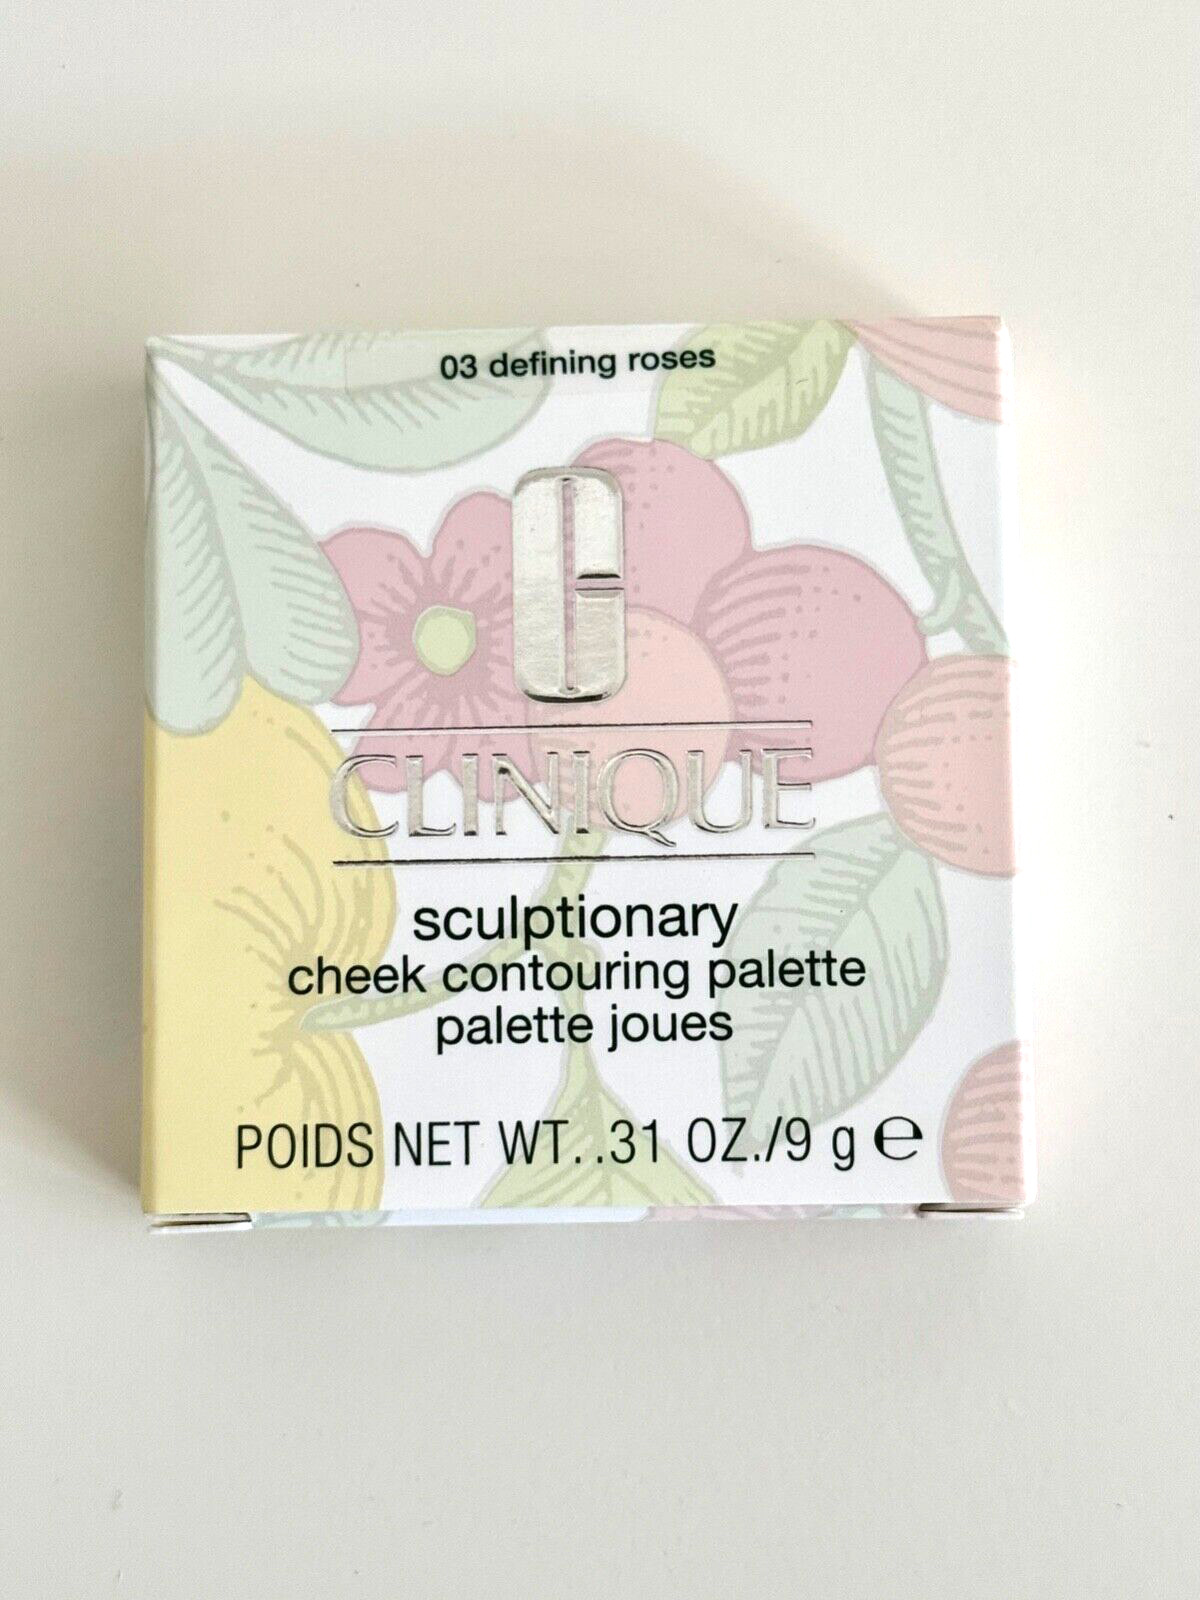 03 defining roses
C
CLINIQUE
sculptionary
cheek contouring palette
palette joues
POIDS NET WT. .31 OZ./9 g ℮